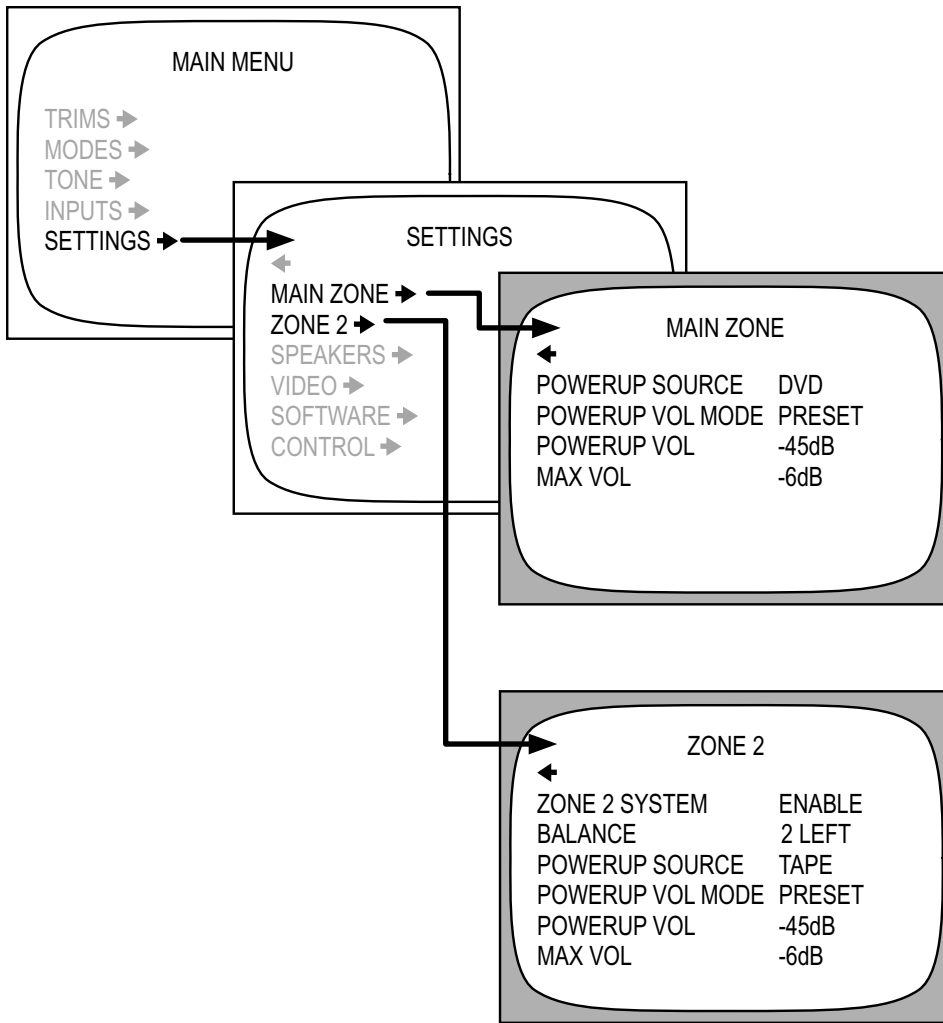 MAIN MENU
TRIMS
MODES
TONE
INPUTS
SETTINGS
SETTINGS
MAIN ZONE
ZONE 2
SPEAKERS
VIDEO
SOFTWARE
CONTROL
MAIN ZONE
POWERUP SOURCE DVD
POWERUP VOL MODE PRESET
POWERUP VOL -45dB
MAX VOL -6dB
ZONE 2
ZONE 2 SYSTEM ENABLE
BALANCE 2 LEFT
POWERUP SOURCE TAPE
POWERUP VOL MODE PRESET
POWERUP VOL -45dB
MAX VOL -6dB